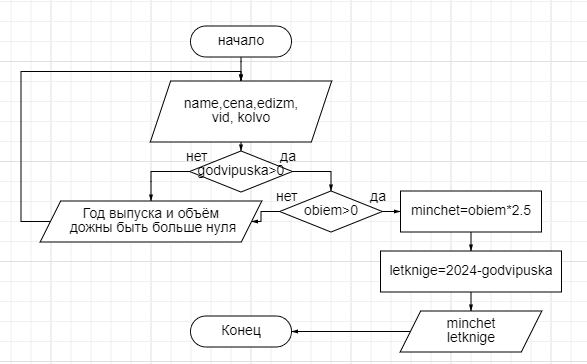 начало
name,cena,edizm,
vid, kolvo
нет
да
godvipuska>0
нет
да
Год выпуска и объём
дожны быть больше нуля
obiem>0
minchet=obiem*2.5
letknige=2024-godvipuska
minchet
letknige
Конец